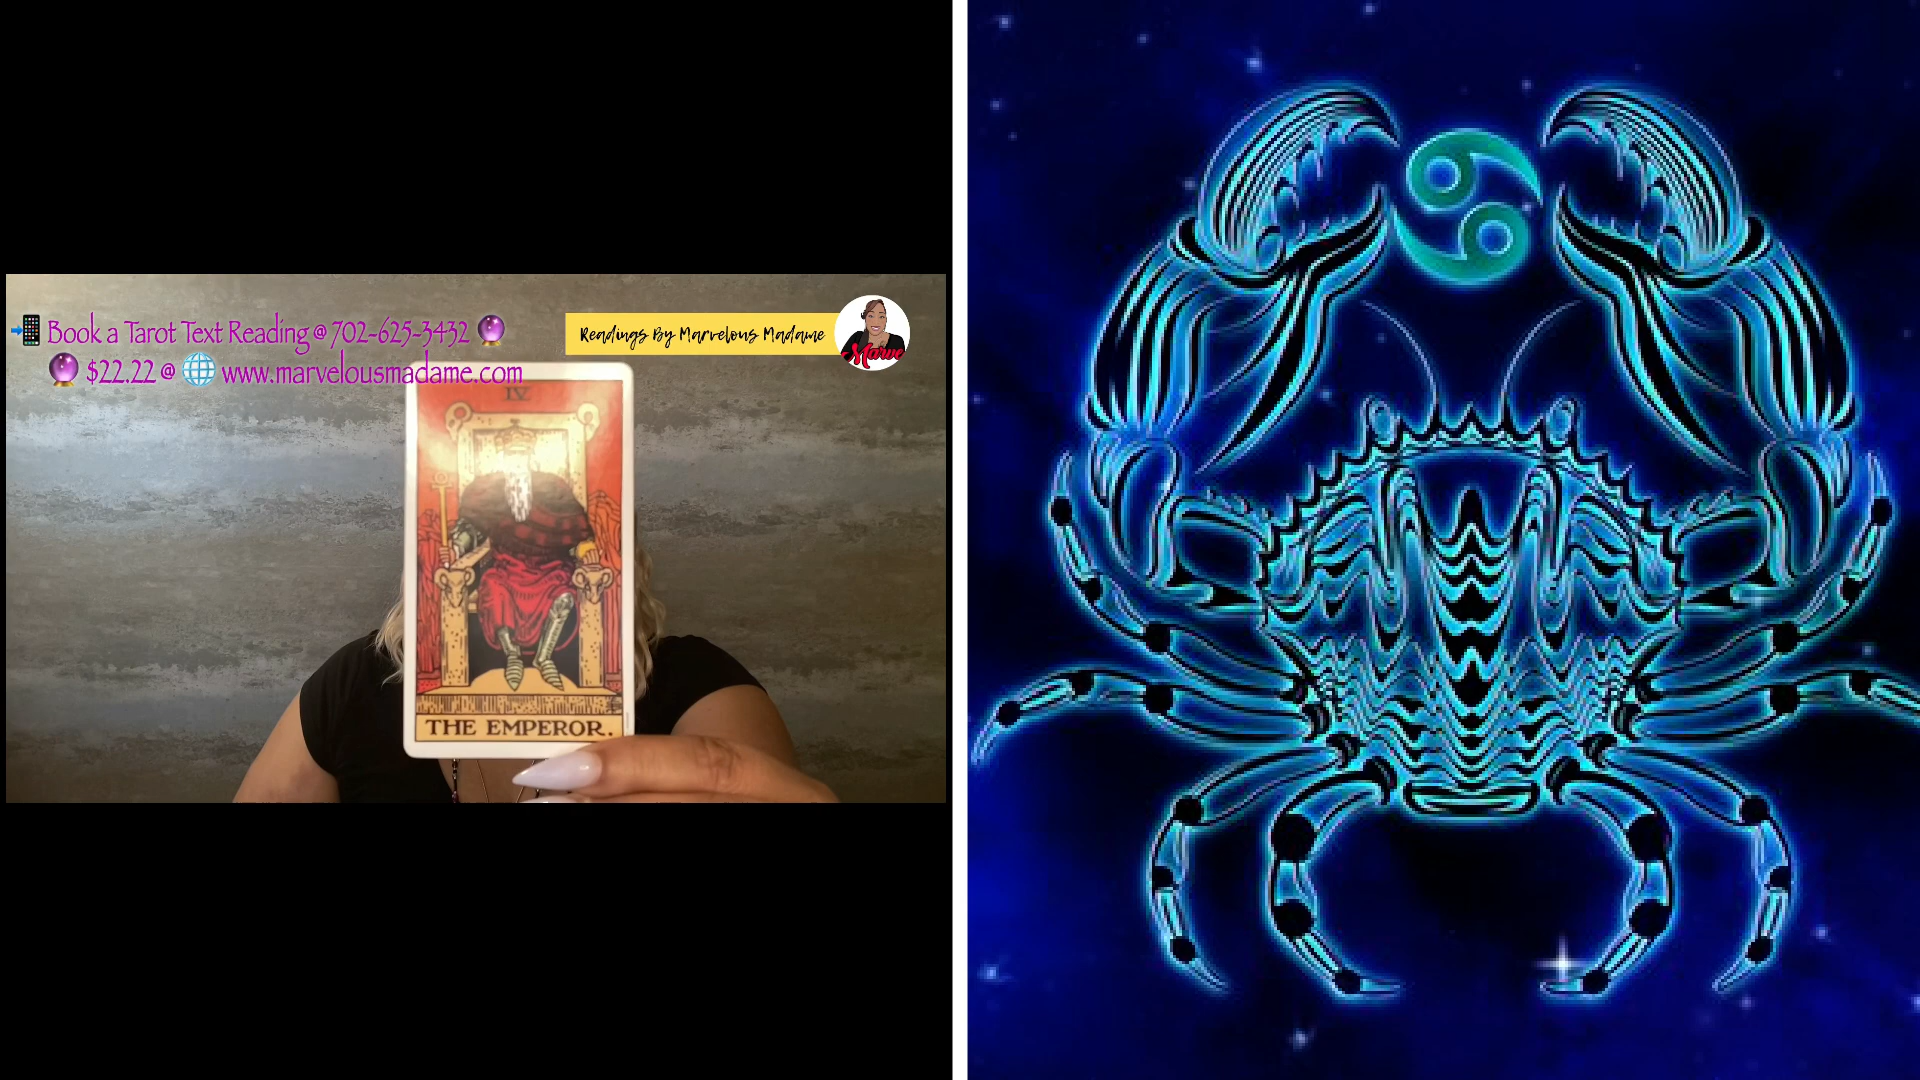 Book a Tarot Text Reading @ 702-625-3432
$22.22 @ www.marvelousmadame.com
Readings By Marvelous Madame
Marve
IV
THE EMPEROR.